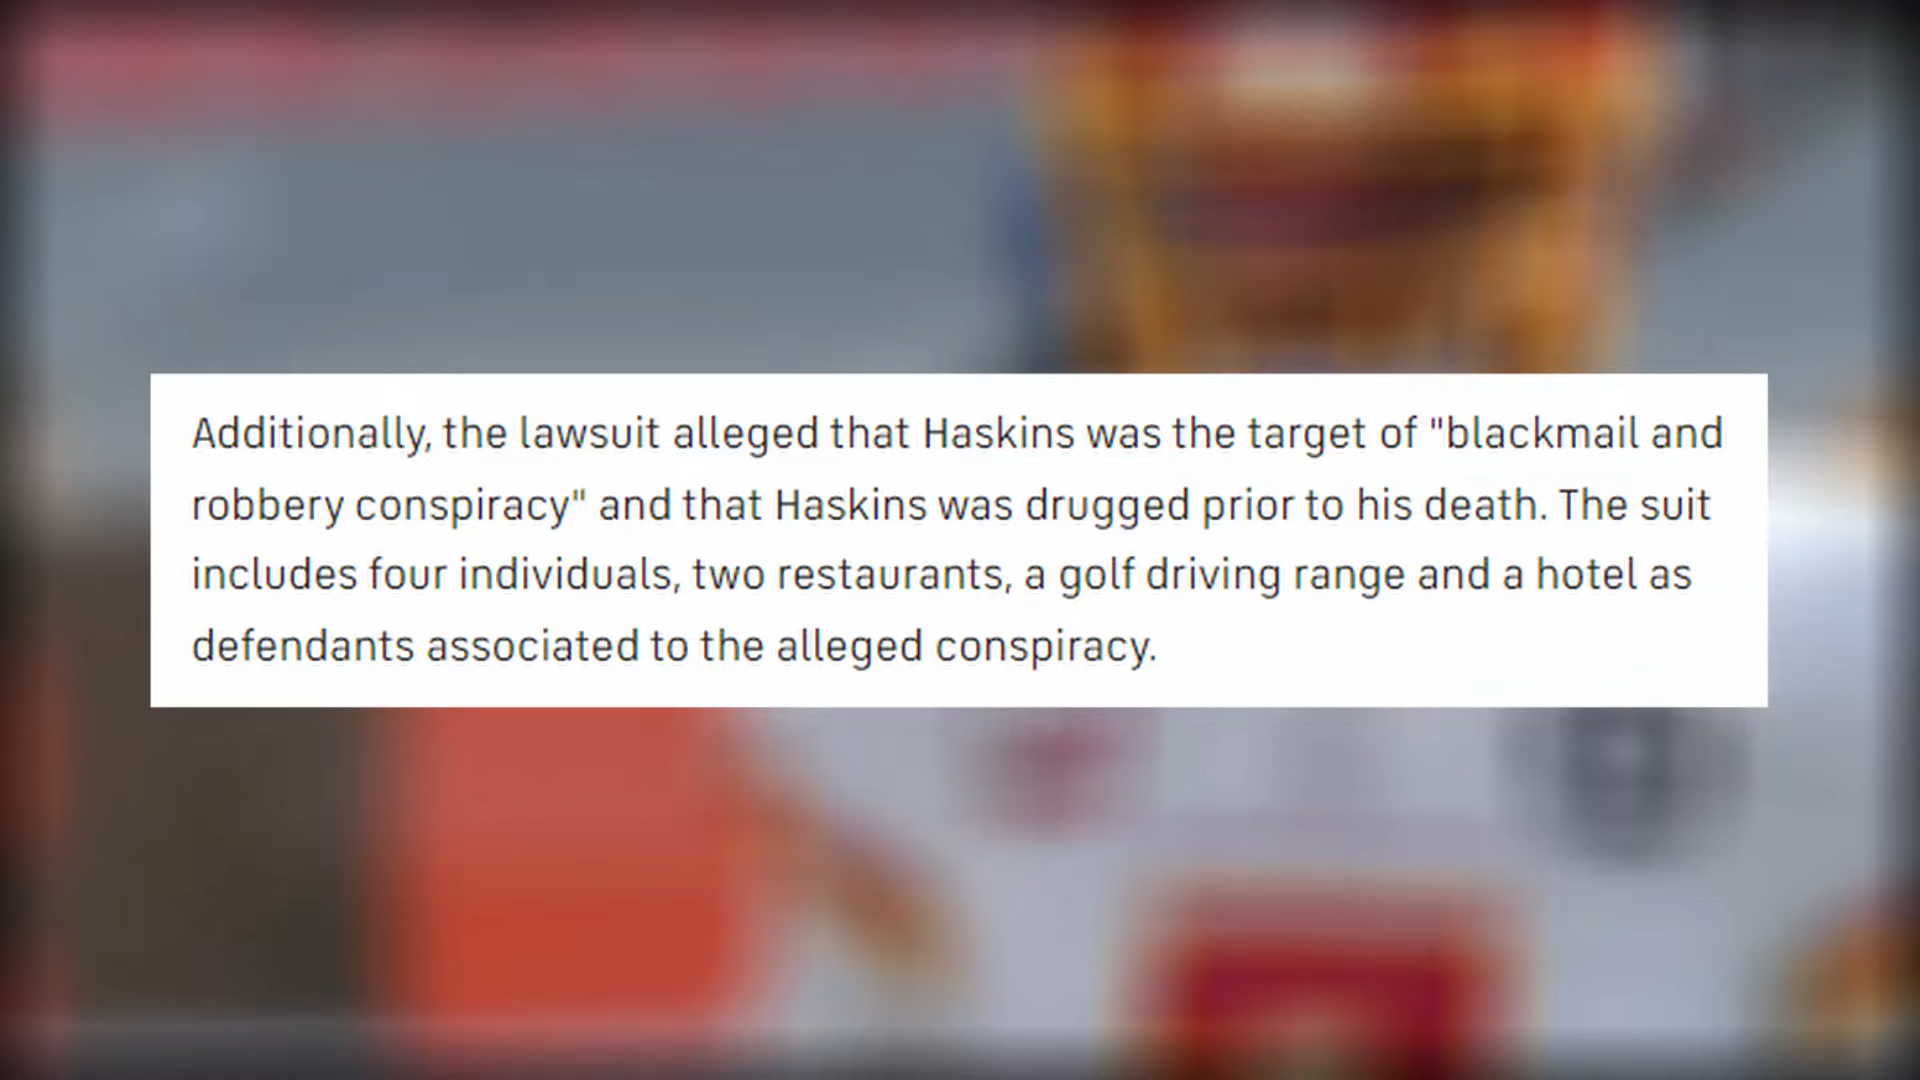 Additionally, the lawsuit alleged that Haskins was the target of "blackmail and
robbery conspiracy" and that Haskins was drugged prior to his death. The suit
includes four individuals, two restaurants, a golf driving range and a hotel as
defendants associated to the alleged conspiracy.